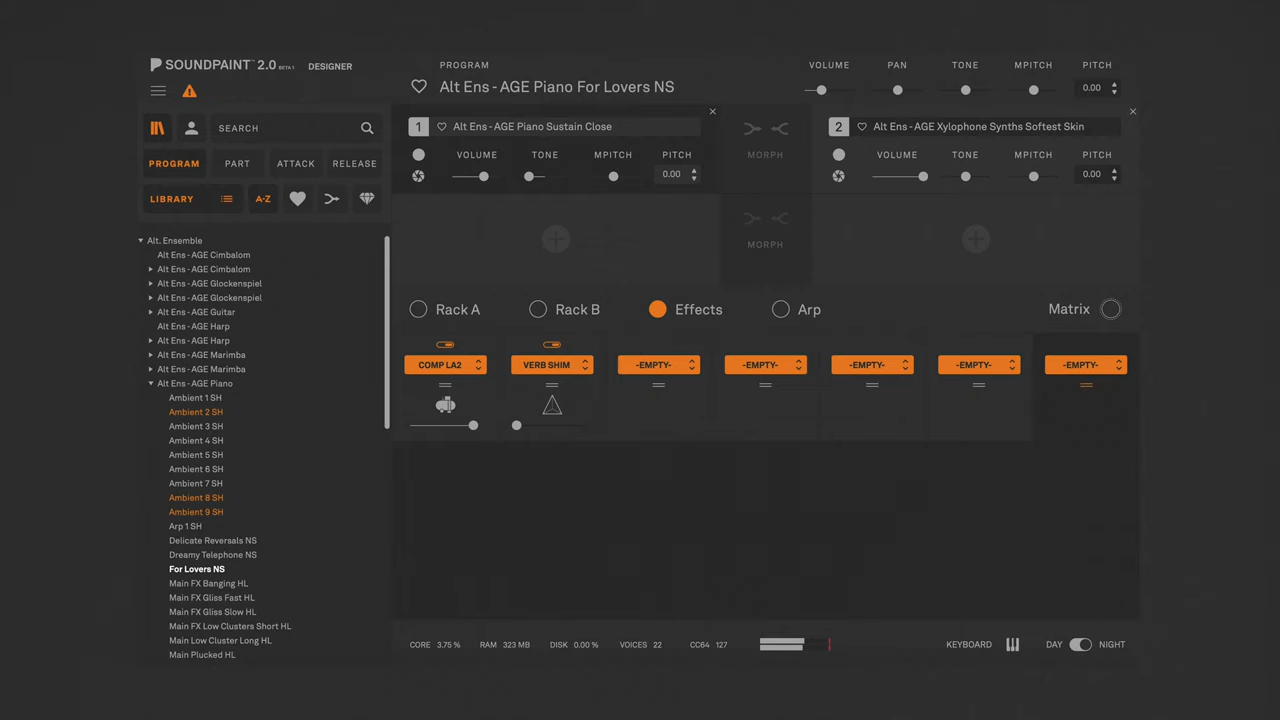 SOUNDPAINT™ 2.0 BETA 1 DESIGNER
SEARCH
PROGRAM PART ATTACK RELEASE
LIBRARY A-Z
Alt. Ensemble
Alt Ens - AGE Cimbalom
Alt Ens - AGE Cimbalom
Alt Ens - AGE Glockenspiel
Alt Ens - AGE Glockenspiel
Alt Ens - AGE Guitar
Alt Ens - AGE Harp
Alt Ens - AGE Harp
Alt Ens - AGE Marimba
Alt Ens - AGE Marimba
Alt Ens - AGE Piano
Ambient 1 SH
Ambient 2 SH
Ambient 3 SH
Ambient 4 SH
Ambient 5 SH
Ambient 6 SH
Ambient 7 SH
Ambient 8 SH
Ambient 9 SH
Arp 1 SH
Delicate Reversals NS
Dreamy Telephone NS
For Lovers NS
Main FX Banging HL
Main FX Gliss Fast HL
Main FX Gliss Slow HL
Main FX Low Clusters Short HL
Main Low Cluster Long HL
Main Plucked HL
PROGRAM
Alt Ens - AGE Piano For Lovers NS
VOLUME PAN TONE MPITCH PITCH
0.00
1 Alt Ens - AGE Piano Sustain Close
VOLUME TONE MPITCH PITCH
0.00
MORPH
2 Alt Ens - AGE Xylophone Synths Softest Skin
VOLUME TONE MPITCH PITCH
0.00
MORPH
Rack A Rack B Effects Arp Matrix
COMP LA2 VERB SHIM -EMPTY- -EMPTY- -EMPTY- -EMPTY- -EMPTY-
CORE 3.75 % RAM 323 MB DISK 0.00 % VOICES 22 CC64 127 KEYBOARD DAY NIGHT